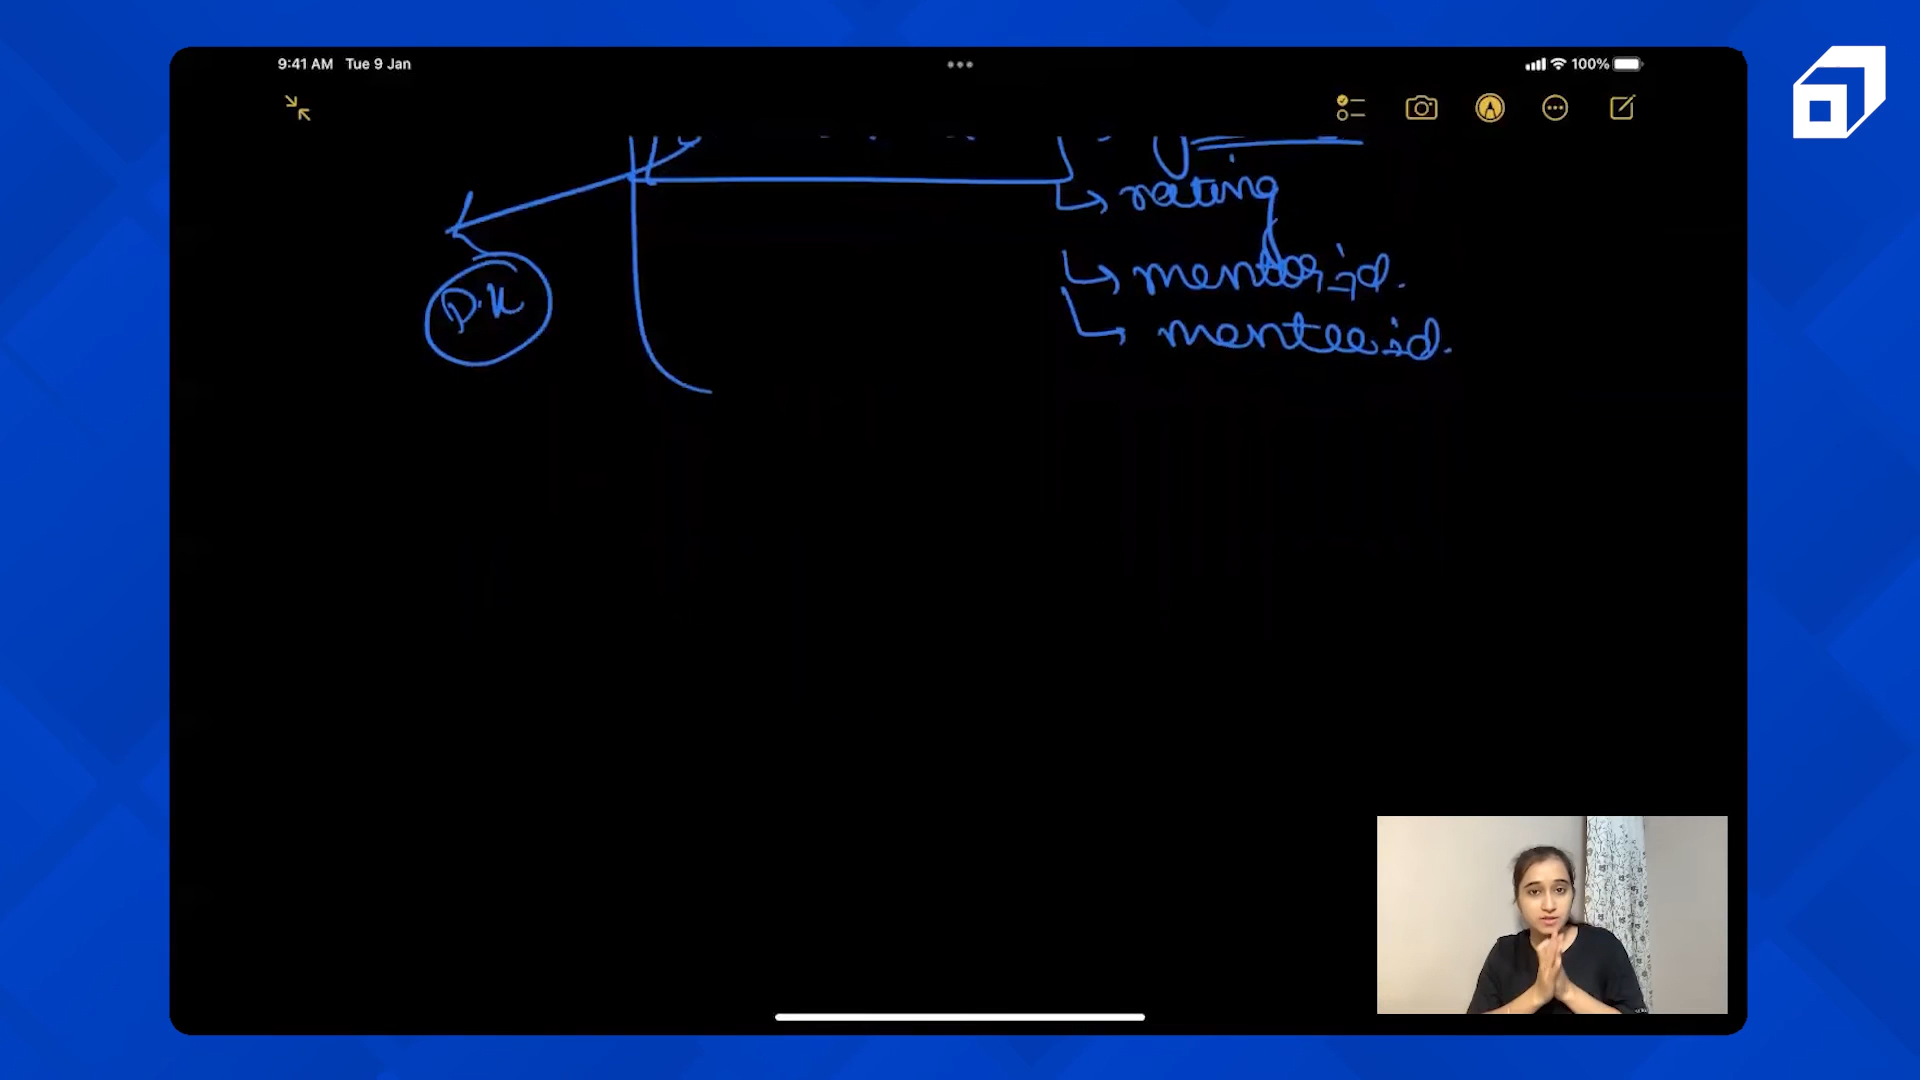 9:41 AM Tue 9 Jan
100%
rating
mentor_id.
P.K
mentee_id.